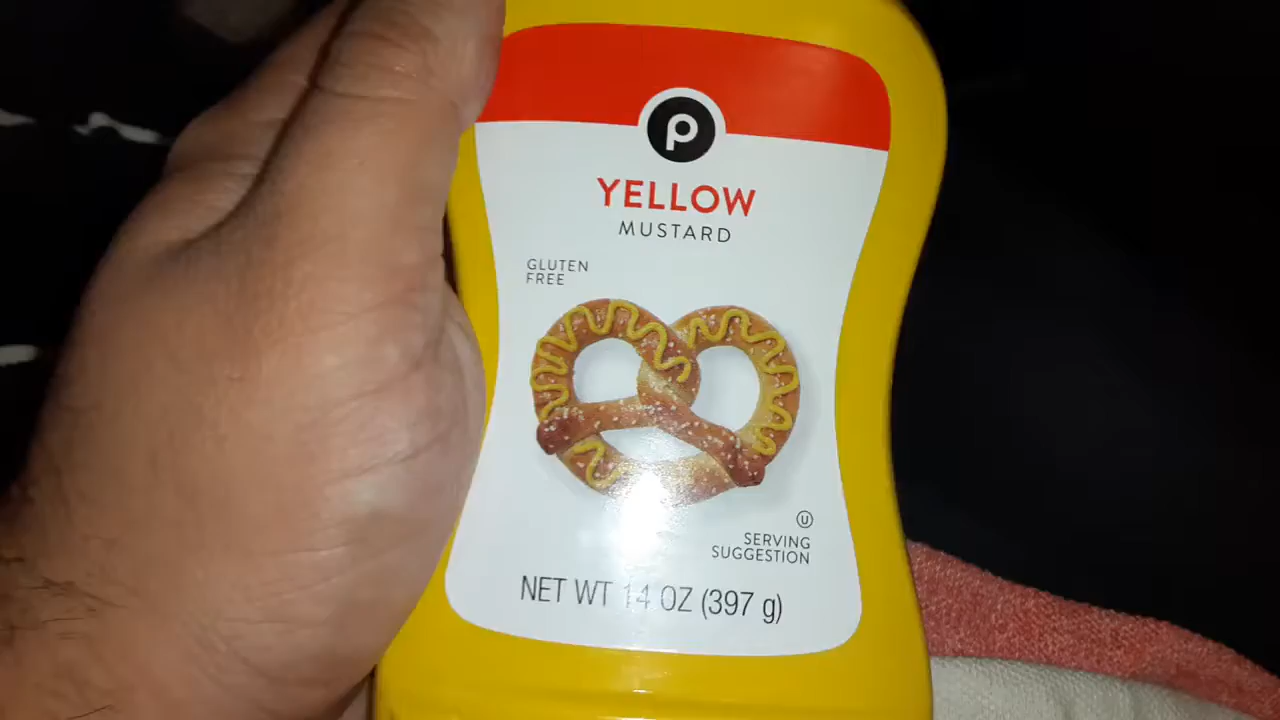 P
YELLOW
MUSTARD
GLUTEN
FREE
U
SERVING
SUGGESTION
NET WT 14 OZ (397 g)